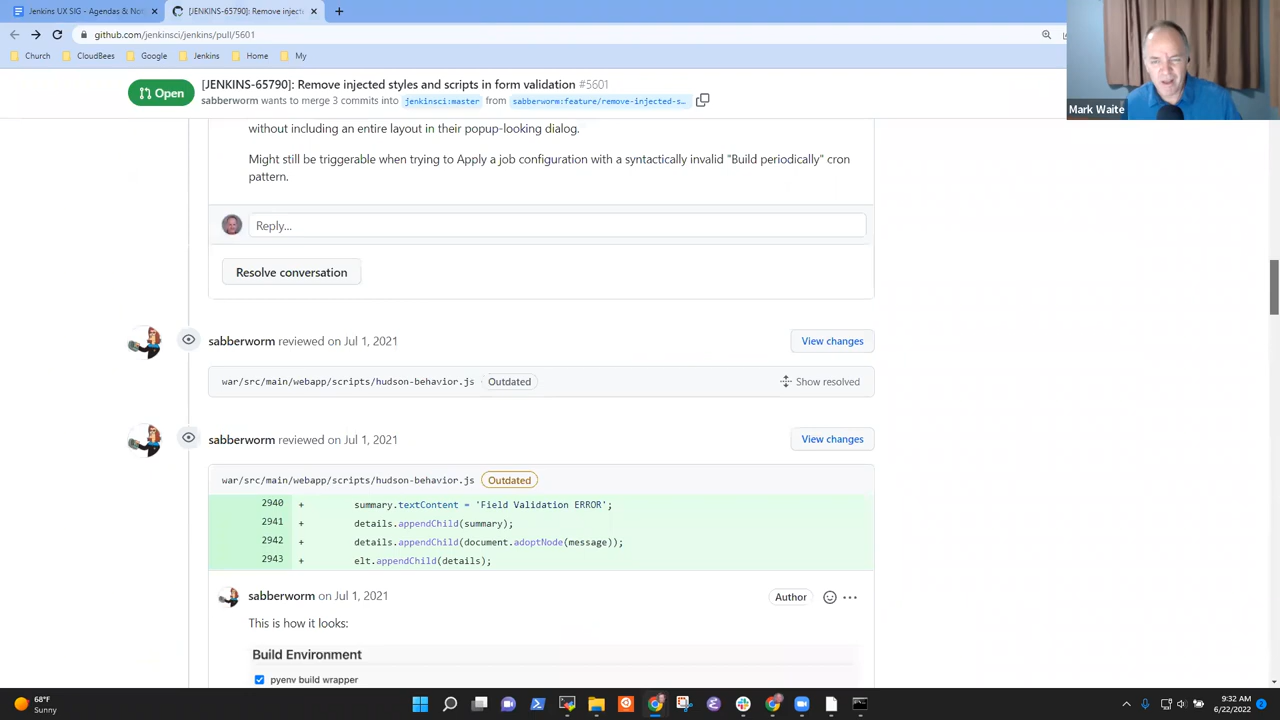 Jenkins UX SIG - Agendas & Not
[JENKINS-65790]: Remove injecte
github.com/jenkinsci/jenkins/pull/5601
Church
CloudBees
Google
Jenkins
Home
My
Mark Waite
Open
[JENKINS-65790]: Remove injected styles and scripts in form validation #5601
sabberworm wants to merge 3 commits into jenkinsci:master from sabberworm:feature/remove-injected-s…
without including an entire layout in their popup-looking dialog.
Might still be triggerable when trying to Apply a job configuration with a syntactically invalid "Build periodically" cron
pattern.
Reply...
Resolve conversation
sabberworm reviewed on Jul 1, 2021
View changes
war/src/main/webapp/scripts/hudson-behavior.js Outdated
Show resolved
sabberworm reviewed on Jul 1, 2021
View changes
war/src/main/webapp/scripts/hudson-behavior.js Outdated
2940 + summary.textContent = 'Field Validation ERROR';
2941 + details.appendChild(summary);
2942 + details.appendChild(document.adoptNode(message));
2943 + elt.appendChild(details);
sabberworm on Jul 1, 2021
Author
This is how it looks:
Build Environment
pyenv build wrapper
68°F
Sunny
9:32 AM
6/22/2022
2